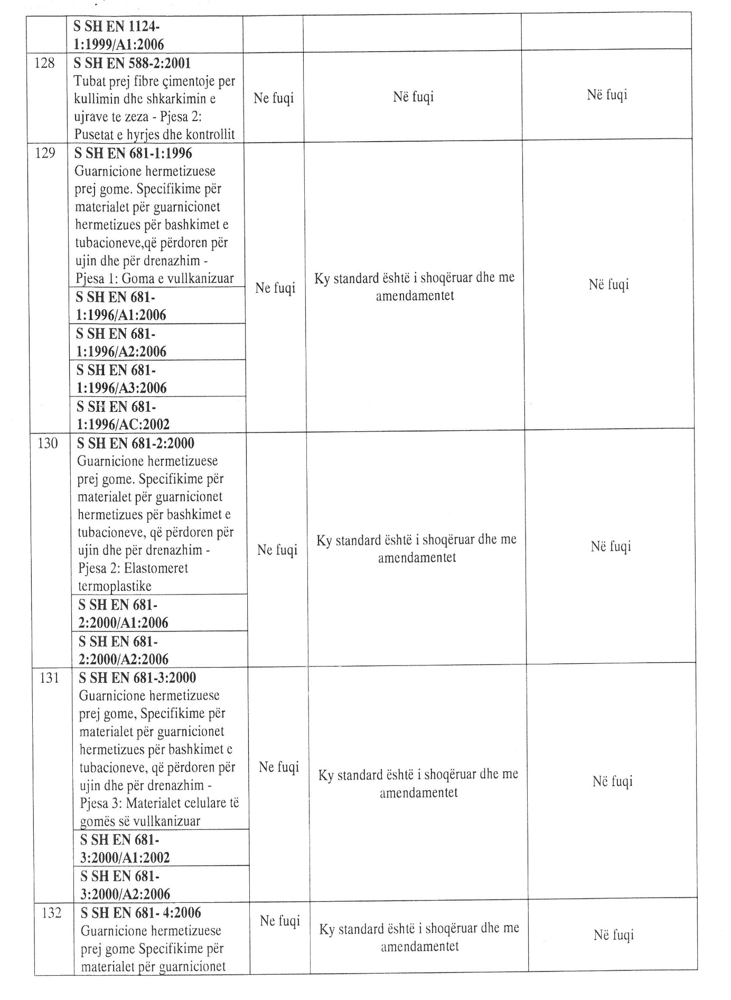 S SH EN 1124-
1:1999/A1:2006
128
S SH EN 588-2:2001
Tubat prej fibre çimentoje per
kullimin dhe shkarkimin e
ujrave te zeza - Pjesa 2:
Pusetat e hyrjes dhe kontrollit
Ne fuqi
Në fuqi
Në fuqi
129
S SH EN 681-1:1996
Guarnicione hermetizuese
prej gome. Specifikime për
materialet për guarnicionet
hermetizues për bashkimet e
tubacioneve,që përdoren për
ujin dhe për drenazhim -
Pjesa 1: Goma e vullkanizuar
S SH EN 681-
1:1996/A1:2006
S SH EN 681-
1:1996/A2:2006
S SH EN 681-
1:1996/A3:2006
S SH EN 681-
1:1996/AC:2002
Ne fuqi
Ky standard është i shoqëruar dhe me
amendamentet
Në fuqi
130
S SH EN 681-2:2000
Guarnicione hermetizuese
prej gome. Specifikime për
materialet për guarnicionet
hermetizues për bashkimet e
tubacioneve, që përdoren për
ujin dhe për drenazhim -
Pjesa 2: Elastomeret
termoplastike
S SH EN 681-
2:2000/A1:2006
S SH EN 681-
2:2000/A2:2006
Ne fuqi
Ky standard është i shoqëruar dhe me
amendamentet
Në fuqi
131
S SH EN 681-3:2000
Guarnicione hermetizuese
prej gome, Specifikime për
materialet për guarnicionet
hermetizues për bashkimet e
tubacioneve, që përdoren për
ujin dhe për drenazhim -
Pjesa 3: Materialet celulare të
gomës së vullkanizuar
S SH EN 681-
3:2000/A1:2002
S SH EN 681-
3:2000/A2:2006
Ne fuqi
Ky standard është i shoqëruar dhe me
amendamentet
Në fuqi
132
S SH EN 681- 4:2006
Guarnicione hermetizuese
prej gome Specifikime për
materialet për guarnicionet
Ne fuqi
Ky standard është i shoqëruar dhe me
amendamentet
Në fuqi